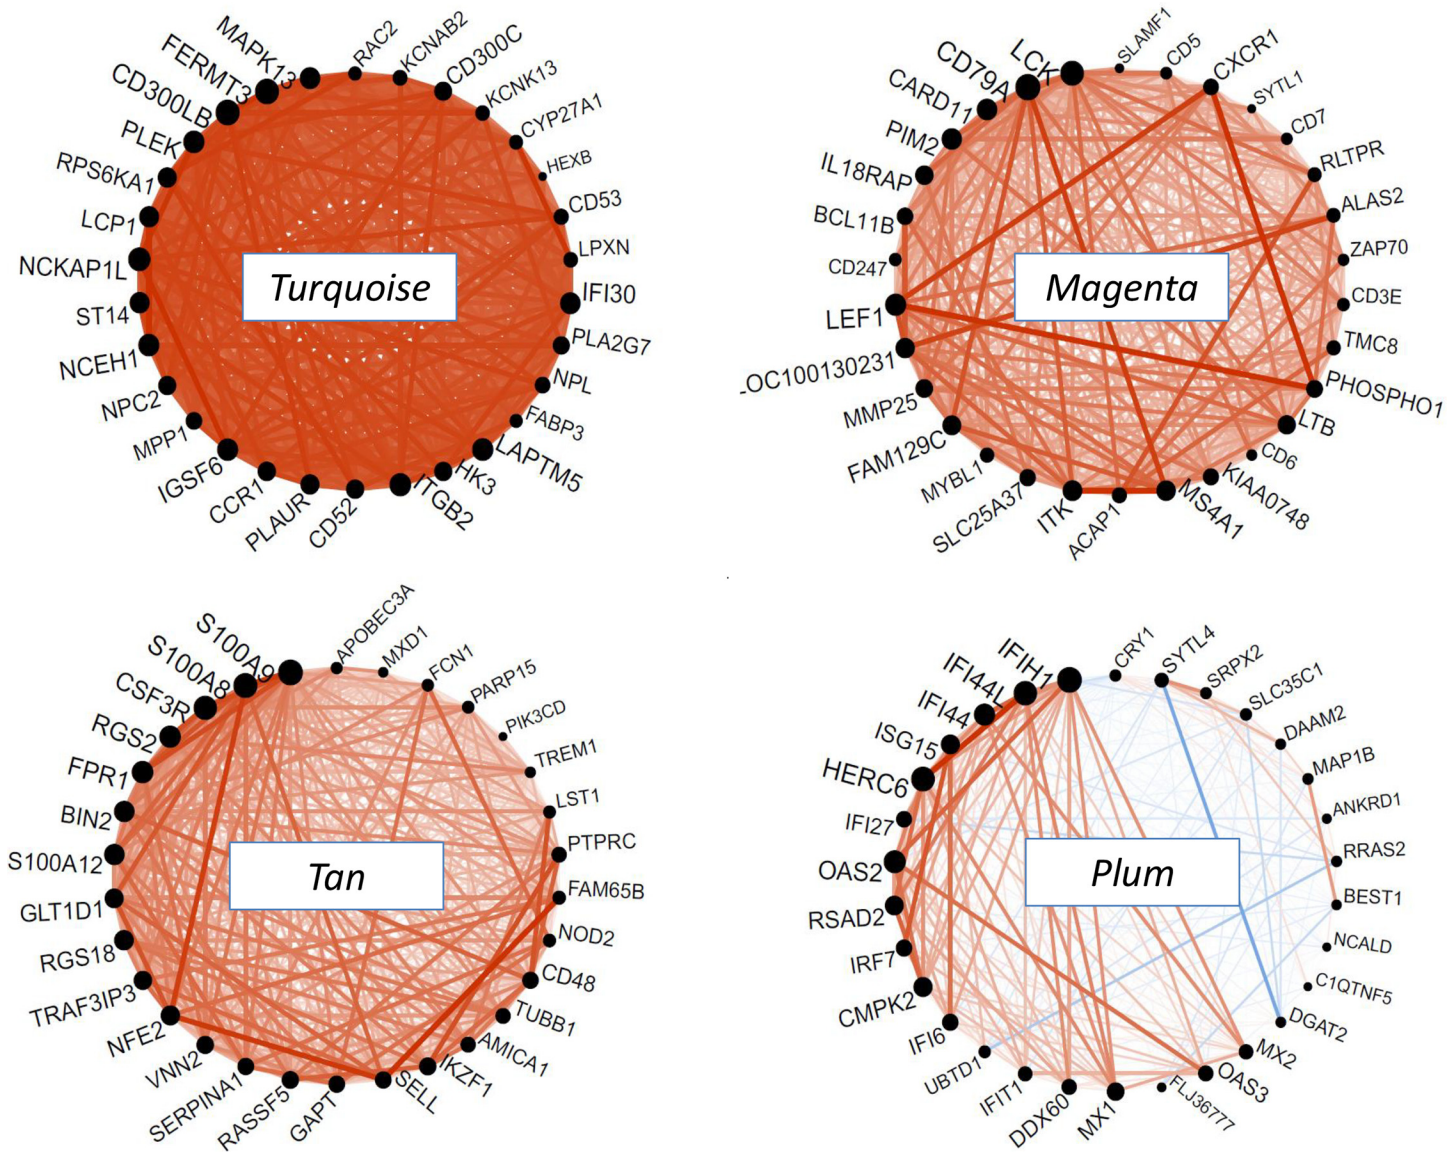 Turquoise
RAC2
KCNAB2
CD300C
KCNK13
CYP27A1
HEXB
CD53
LPXN
IFI30
PLA2G7
NPL
FABP3
LAPTM5
HK3
ITGB2
CD52
PLAUR
CCR1
IGSF6
MPP1
NPC2
NCEH1
ST14
NCKAP1L
LCP1
RPS6KA1
PLEK
CD300LB
FERMT3
MAPK13
Magenta
SLAMF1
CD5
CXCR1
SYTL1
CD7
RLTPR
ALAS2
ZAP70
CD3E
TMC8
PHOSPHO1
LTB
CD6
KIAA0748
MS4A1
ACAP1
ITK
SLC25A37
MYBL1
FAM129C
MMP25
-OC100130231
LEF1
CD247
BCL11B
IL18RAP
PIM2
CARD11
CD79A
LCK
Tan
APOBEC3A
MXD1
FCN1
PARP15
PIK3CD
TREM1
LST1
PTPRC
FAM65B
NOD2
CD48
TUBB1
AMICA1
IKZF1
SELL
GAPT
RASSF5
SERPINA1
VNN2
NFE2
TRAF3IP3
RGS18
GLT1D1
S100A12
BIN2
FPR1
RGS2
CSF3R
S100A8
S100A9
Plum
CRY1
SYTL4
SRPX2
SLC35C1
DAAM2
MAP1B
ANKRD1
RRAS2
BEST1
NCALD
C1QTNF5
DGAT2
MX2
OAS3
FLJ36777
MX1
DDX60
IFIT1
UBTD1
IFI6
CMPK2
IRF7
RSAD2
OAS2
IFI27
HERC6
ISG15
IFI44
IFI44L
IFIH1